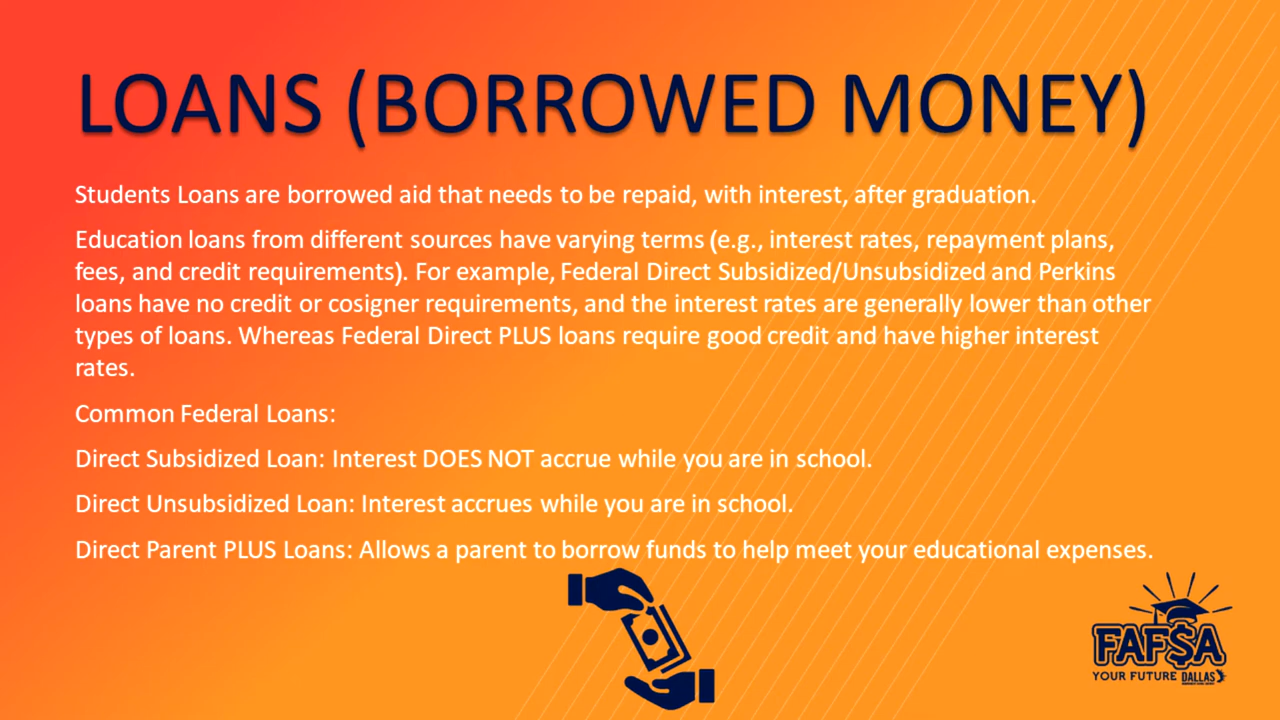 LOANS (BORROWED MONEY)
Students Loans are borrowed aid that needs to be repaid, with interest, after graduation.
Education loans from different sources have varying terms (e.g., interest rates, repayment plans,
fees, and credit requirements). For example, Federal Direct Subsidized/Unsubsidized and Perkins
loans have no credit or cosigner requirements, and the interest rates are generally lower than other
types of loans. Whereas Federal Direct PLUS loans require good credit and have higher interest
rates.
Common Federal Loans:
Direct Subsidized Loan: Interest DOES NOT accrue while you are in school.
Direct Unsubsidized Loan: Interest accrues while you are in school.
Direct Parent PLUS Loans: Allows a parent to borrow funds to help meet your educational expenses.
FAF$A
YOUR FUTURE DALLAS